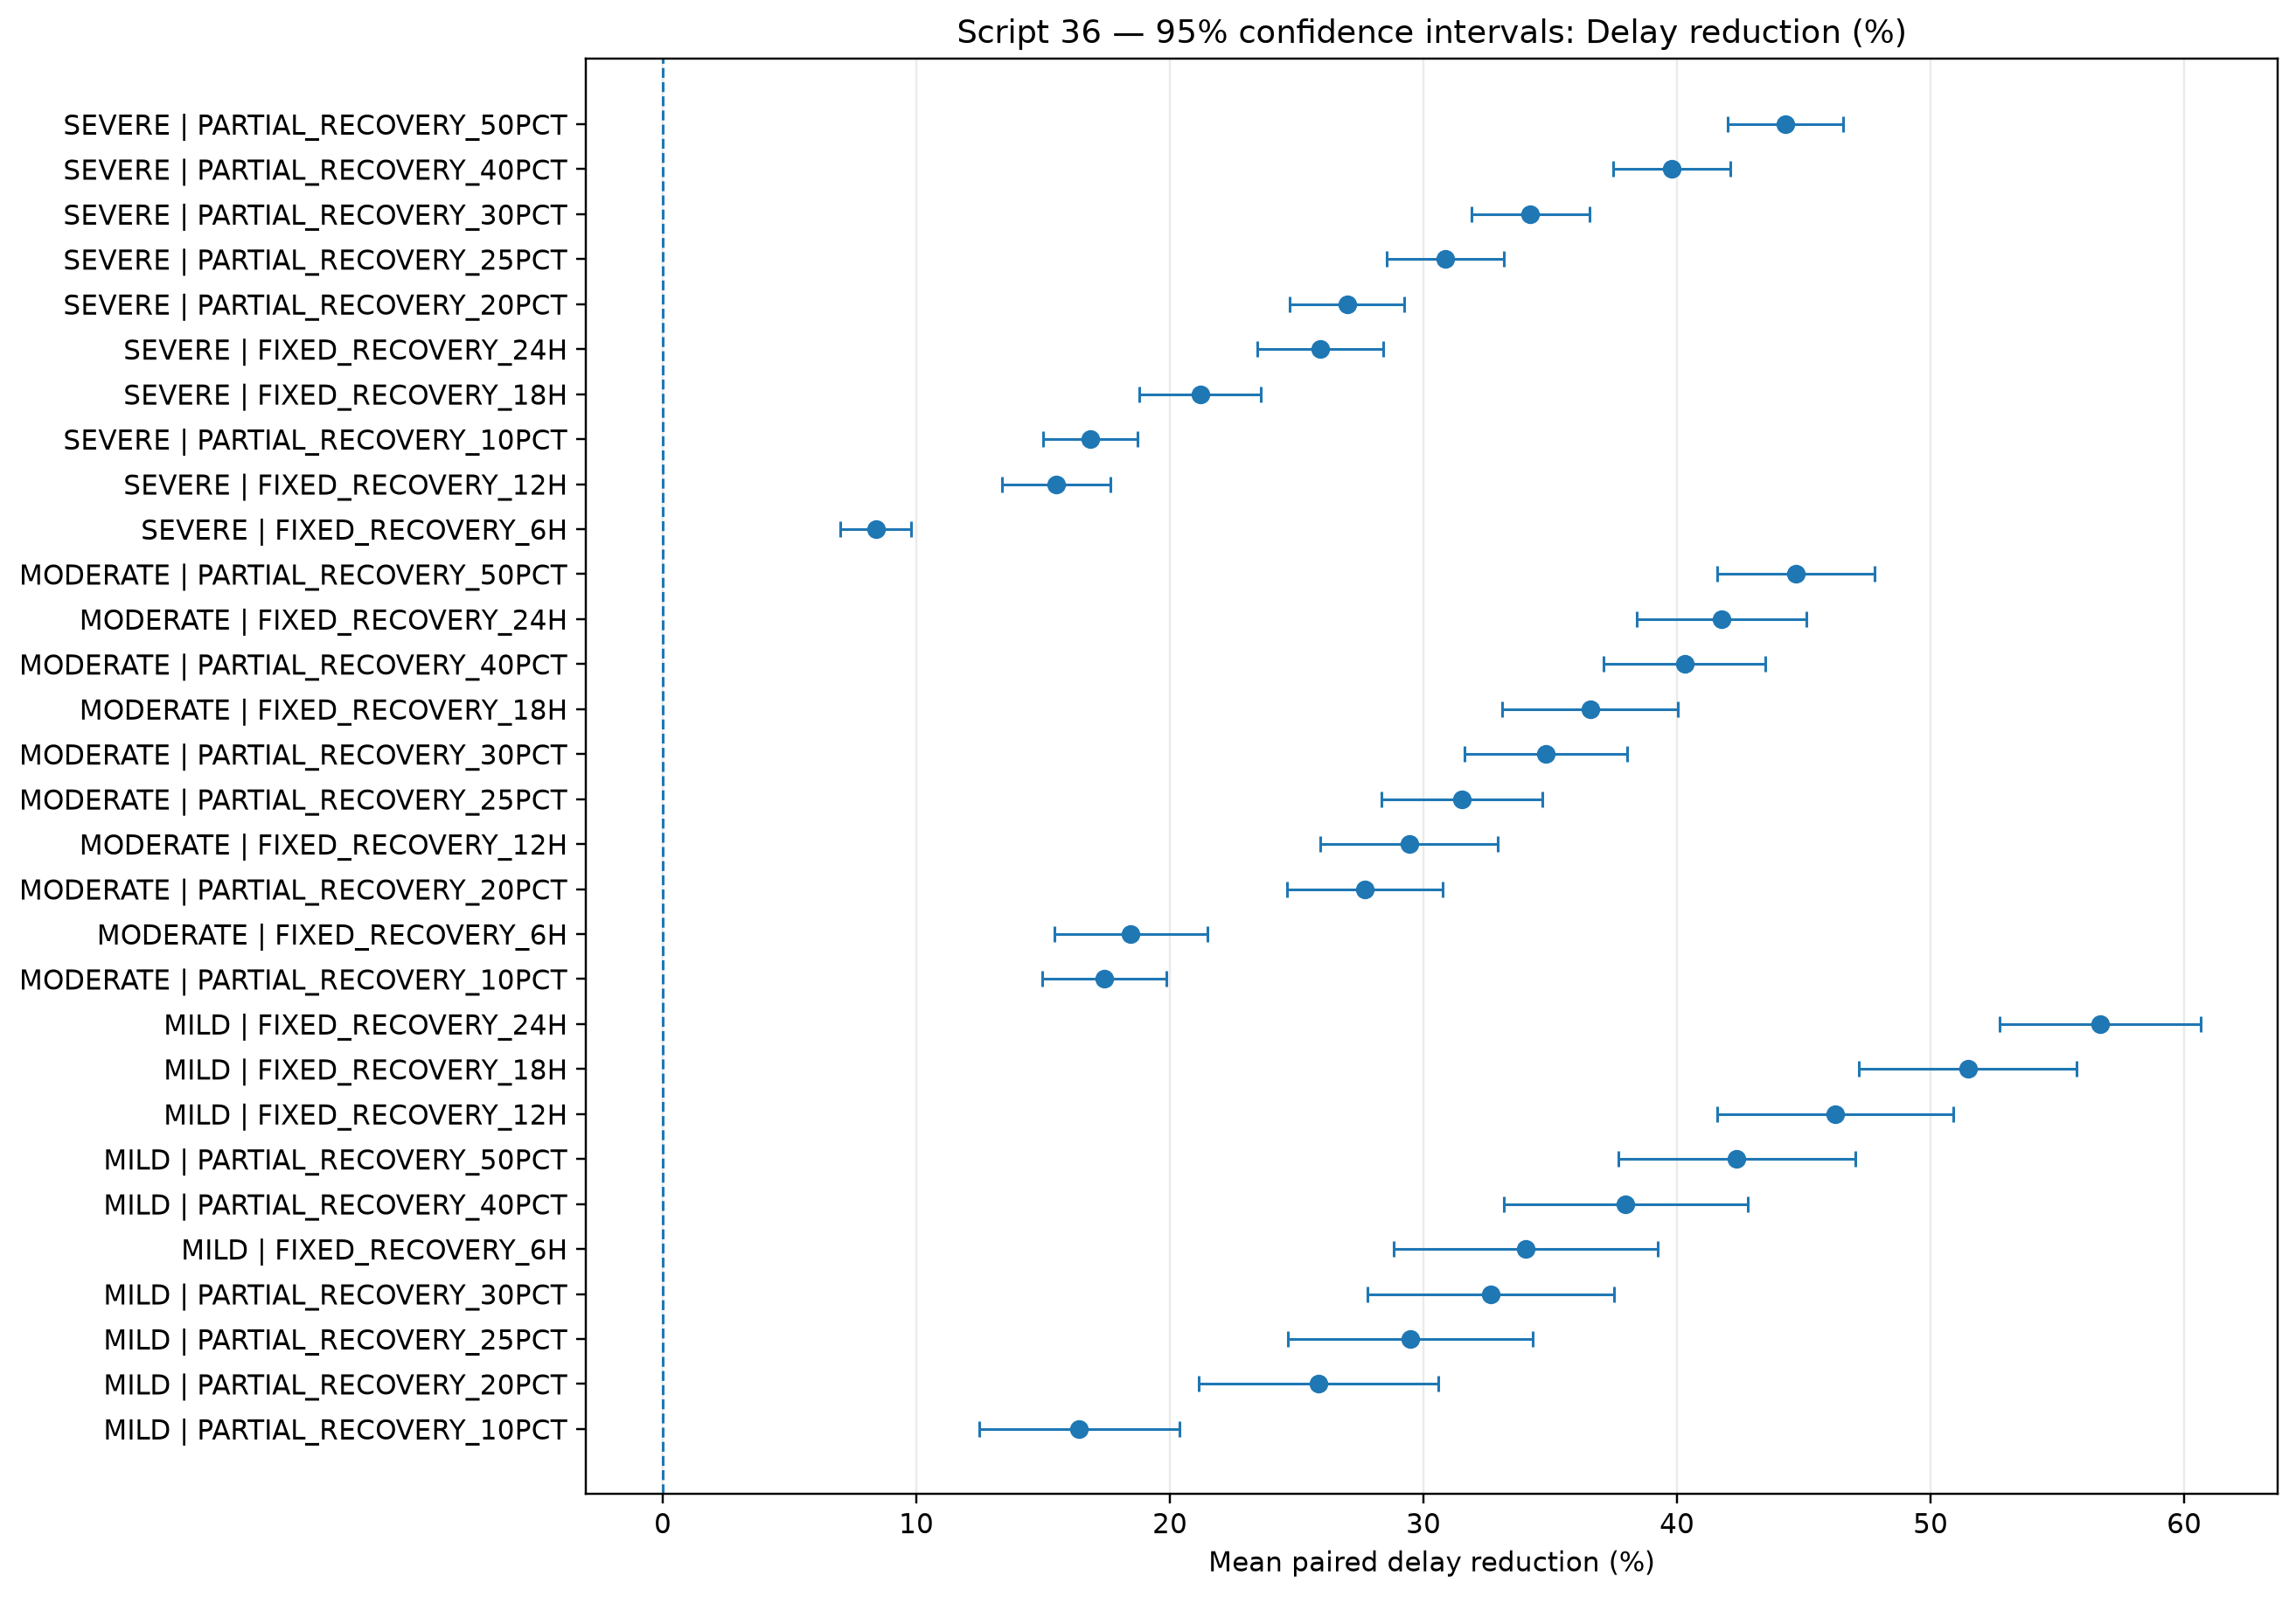 Script 36 — 95% confidence intervals: Delay reduction (%)
SEVERE | PARTIAL_RECOVERY_50PCT
SEVERE | PARTIAL_RECOVERY_40PCT
SEVERE | PARTIAL_RECOVERY_30PCT
SEVERE | PARTIAL_RECOVERY_25PCT
SEVERE | PARTIAL_RECOVERY_20PCT
SEVERE | FIXED_RECOVERY_24H
SEVERE | FIXED_RECOVERY_18H
SEVERE | PARTIAL_RECOVERY_10PCT
SEVERE | FIXED_RECOVERY_12H
SEVERE | FIXED_RECOVERY_6H
MODERATE | PARTIAL_RECOVERY_50PCT
MODERATE | FIXED_RECOVERY_24H
MODERATE | PARTIAL_RECOVERY_40PCT
MODERATE | FIXED_RECOVERY_18H
MODERATE | PARTIAL_RECOVERY_30PCT
MODERATE | PARTIAL_RECOVERY_25PCT
MODERATE | FIXED_RECOVERY_12H
MODERATE | PARTIAL_RECOVERY_20PCT
MODERATE | FIXED_RECOVERY_6H
MODERATE | PARTIAL_RECOVERY_10PCT
MILD | FIXED_RECOVERY_24H
MILD | FIXED_RECOVERY_18H
MILD | FIXED_RECOVERY_12H
MILD | PARTIAL_RECOVERY_50PCT
MILD | PARTIAL_RECOVERY_40PCT
MILD | FIXED_RECOVERY_6H
MILD | PARTIAL_RECOVERY_30PCT
MILD | PARTIAL_RECOVERY_25PCT
MILD | PARTIAL_RECOVERY_20PCT
MILD | PARTIAL_RECOVERY_10PCT
0 10 20 30 40 50 60
Mean paired delay reduction (%)